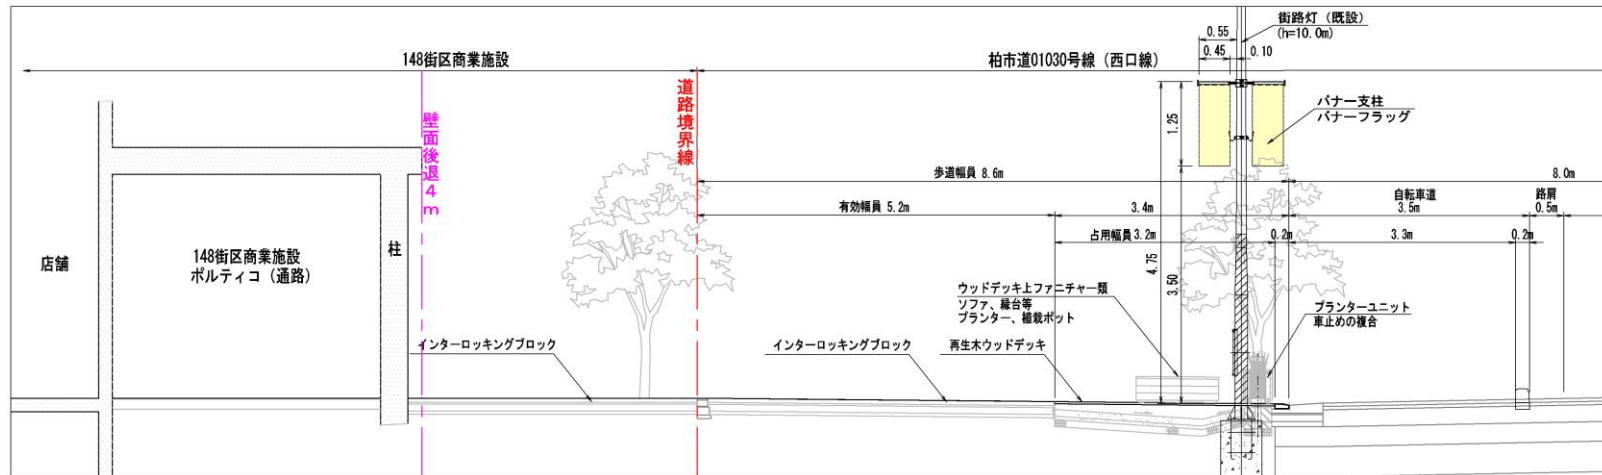 街路灯（既設）
(h=10.0m)
0.55
0.45
0.10
148街区商業施設
柏市道01030号線（西口線）
道路境界線
壁面後退4m
1.25
バナー支柱
バナーフラッグ
歩道幅員 8.6m
8.0m
有効幅員 5.2m
3.4m
自転車道
3.5m
路肩
0.5m
占用幅員3.2m
0.2m
3.3m
0.2m
4.75
3.50
店舗
148街区商業施設
ポルティコ（通路）
柱
ウッドデッキ上ファニチャー類
ソファ、縁台等
プランター、植栽ポット
プランターユニット
車止めの複合
インターロッキングブロック
インターロッキングブロック
再生木ウッドデッキ